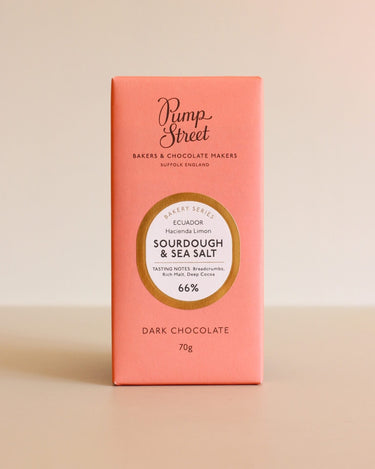 Pump
Street
BAKERS & CHOCOLATE MAKERS
SUFFOLK ENGLAND
BAKERY SERIES
ECUADOR
Hacienda Limon
SOURDOUGH
& SEA SALT
TASTING NOTES Breadcrumbs,
Rich Malt, Deep Cocoa
66%
DARK CHOCOLATE
70g